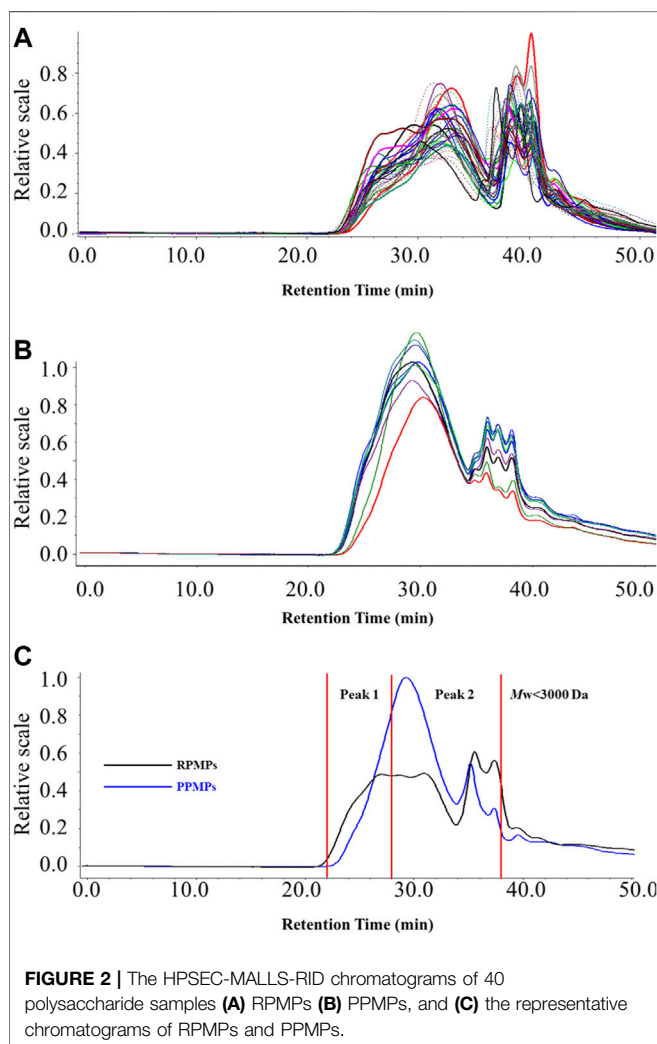 A
Relative scale
0.8
0.6
0.4
0.2
0.0
0.0 10.0 20.0 30.0 40.0 50.0
Retention Time (min)
B
Relative scale
1.0
0.8
0.6
0.4
0.2
0.0
0.0 10.0 20.0 30.0 40.0 50.0
Retention Time (min)
C
Relative scale
1.0
0.8
0.6
0.4
0.2
0.0
Peak 1 Peak 2 Mw<3000 Da
RPMPs
PPMPs
0.0 10.0 20.0 30.0 40.0 50.0
Retention Time (min)
FIGURE 2 | The HPSEC-MALLS-RID chromatograms of 40
polysaccharide samples (A) RPMPs (B) PPMPs, and (C) the representative
chromatograms of RPMPs and PPMPs.